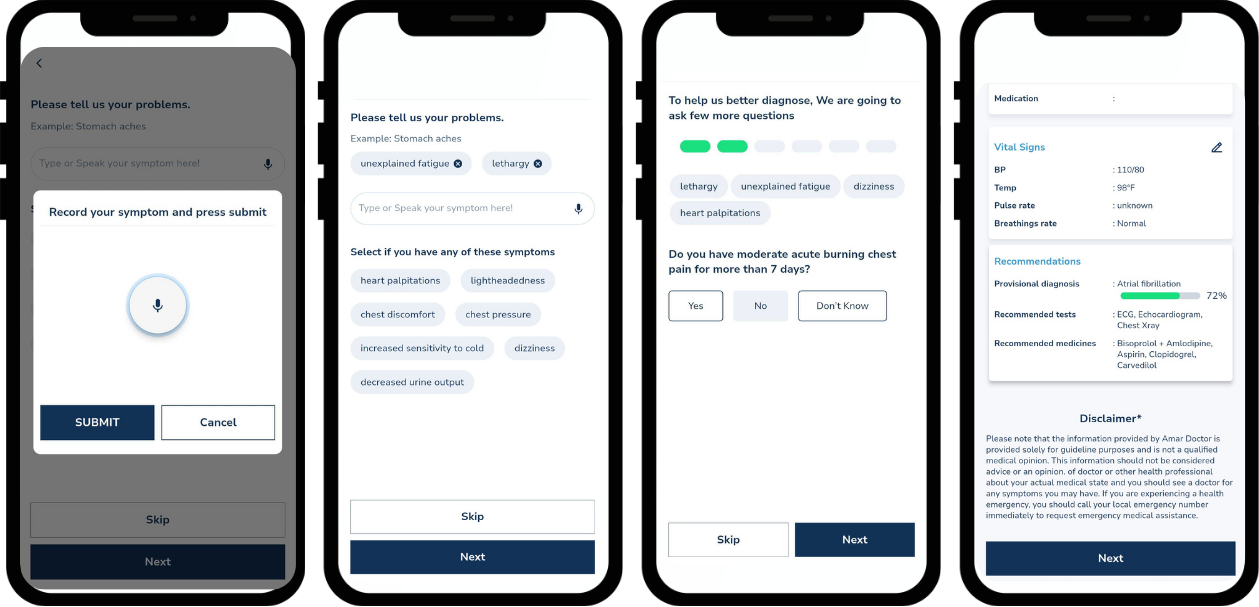 Please tell us your problems.
Example: Stomach aches
Type or Speak your symptom here!
Record your symptom and press submit
SUBMIT
Cancel
Skip
Next
Please tell us your problems.
Example: Stomach aches
unexplained fatigue
lethargy
Type or Speak your symptom here!
Select if you have any of these symptoms
heart palpitations
lightheadedness
chest discomfort
chest pressure
increased sensitivity to cold
dizziness
decreased urine output
Skip
Next
To help us better diagnose, We are going to
ask few more questions
lethargy
unexplained fatigue
dizziness
heart palpitations
Do you have moderate acute burning chest
pain for more than 7 days?
Yes
No
Don't Know
Skip
Next
Medication :
Vital Signs
BP : 110/80
Temp : 98°F
Pulse rate : unknown
Breathings rate : Normal
Recommendations
Provisional diagnosis : Atrial fibrillation
72%
Recommended tests : ECG, Echocardiogram,
Chest Xray
Recommended medicines : Bisoprolol + Amlodipine,
Aspirin, Clopidogrel,
Carvedilol
Disclaimer*
Please note that the information provided by Amar Doctor is
provided solely for guideline purposes and is not a qualified
medical opinion. This information should not be considered
advice or an opinion. of doctor or other health professional
about your actual medical state and you should see a doctor for
any symptoms you may have. If you are experiencing a health
emergency, you should call your local emergency number
immediately to request emergency medical assistance.
Next